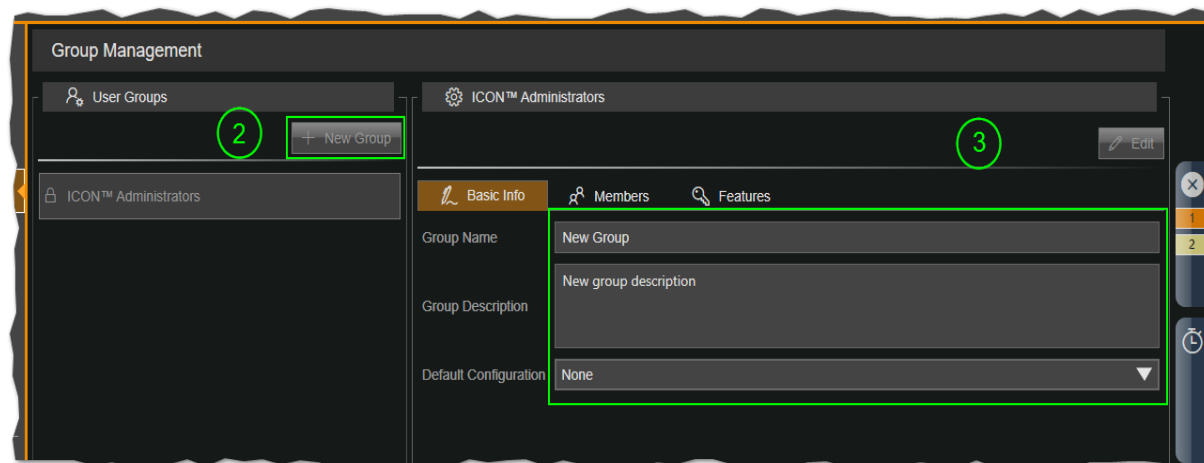 Group Management
User Groups
ICON™ Administrators
2
+ New Group
3
Edit
ICON™ Administrators
Basic Info
Members
Features
Group Name
New Group
Group Description
New group description
Default Configuration
None
1
2